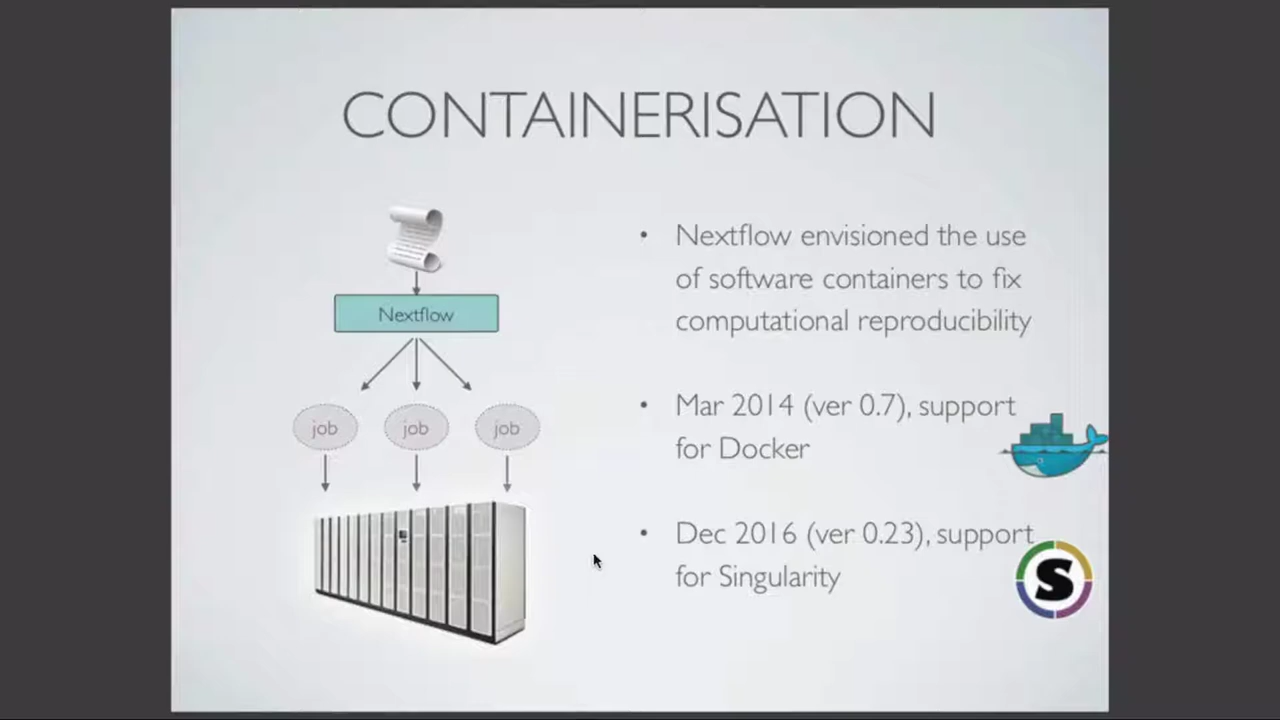 CONTAINERISATION
Nextflow
job job job
• Nextflow envisioned the use
of software containers to fix
computational reproducibility
• Mar 2014 (ver 0.7), support
for Docker
• Dec 2016 (ver 0.23), support
for Singularity
S